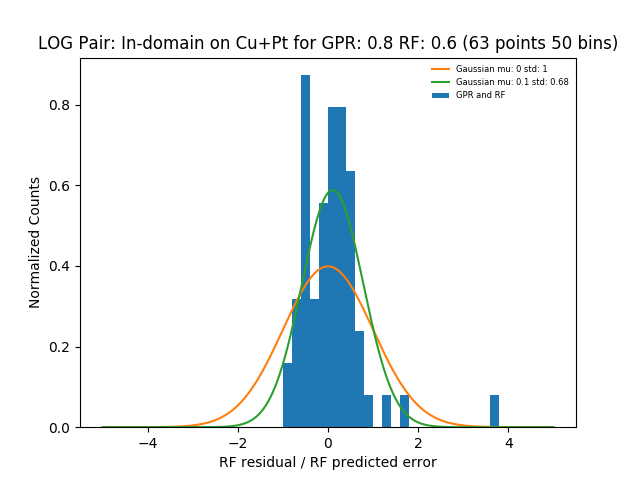 LOG Pair: In-domain on Cu+Pt for GPR: 0.8 RF: 0.6 (63 points 50 bins)
Gaussian mu: 0 std: 1
Gaussian mu: 0.1 std: 0.68
GPR and RF
Normalized Counts
0.8
0.6
0.4
0.2
0.0
−4
−2
0
2
4
RF residual / RF predicted error